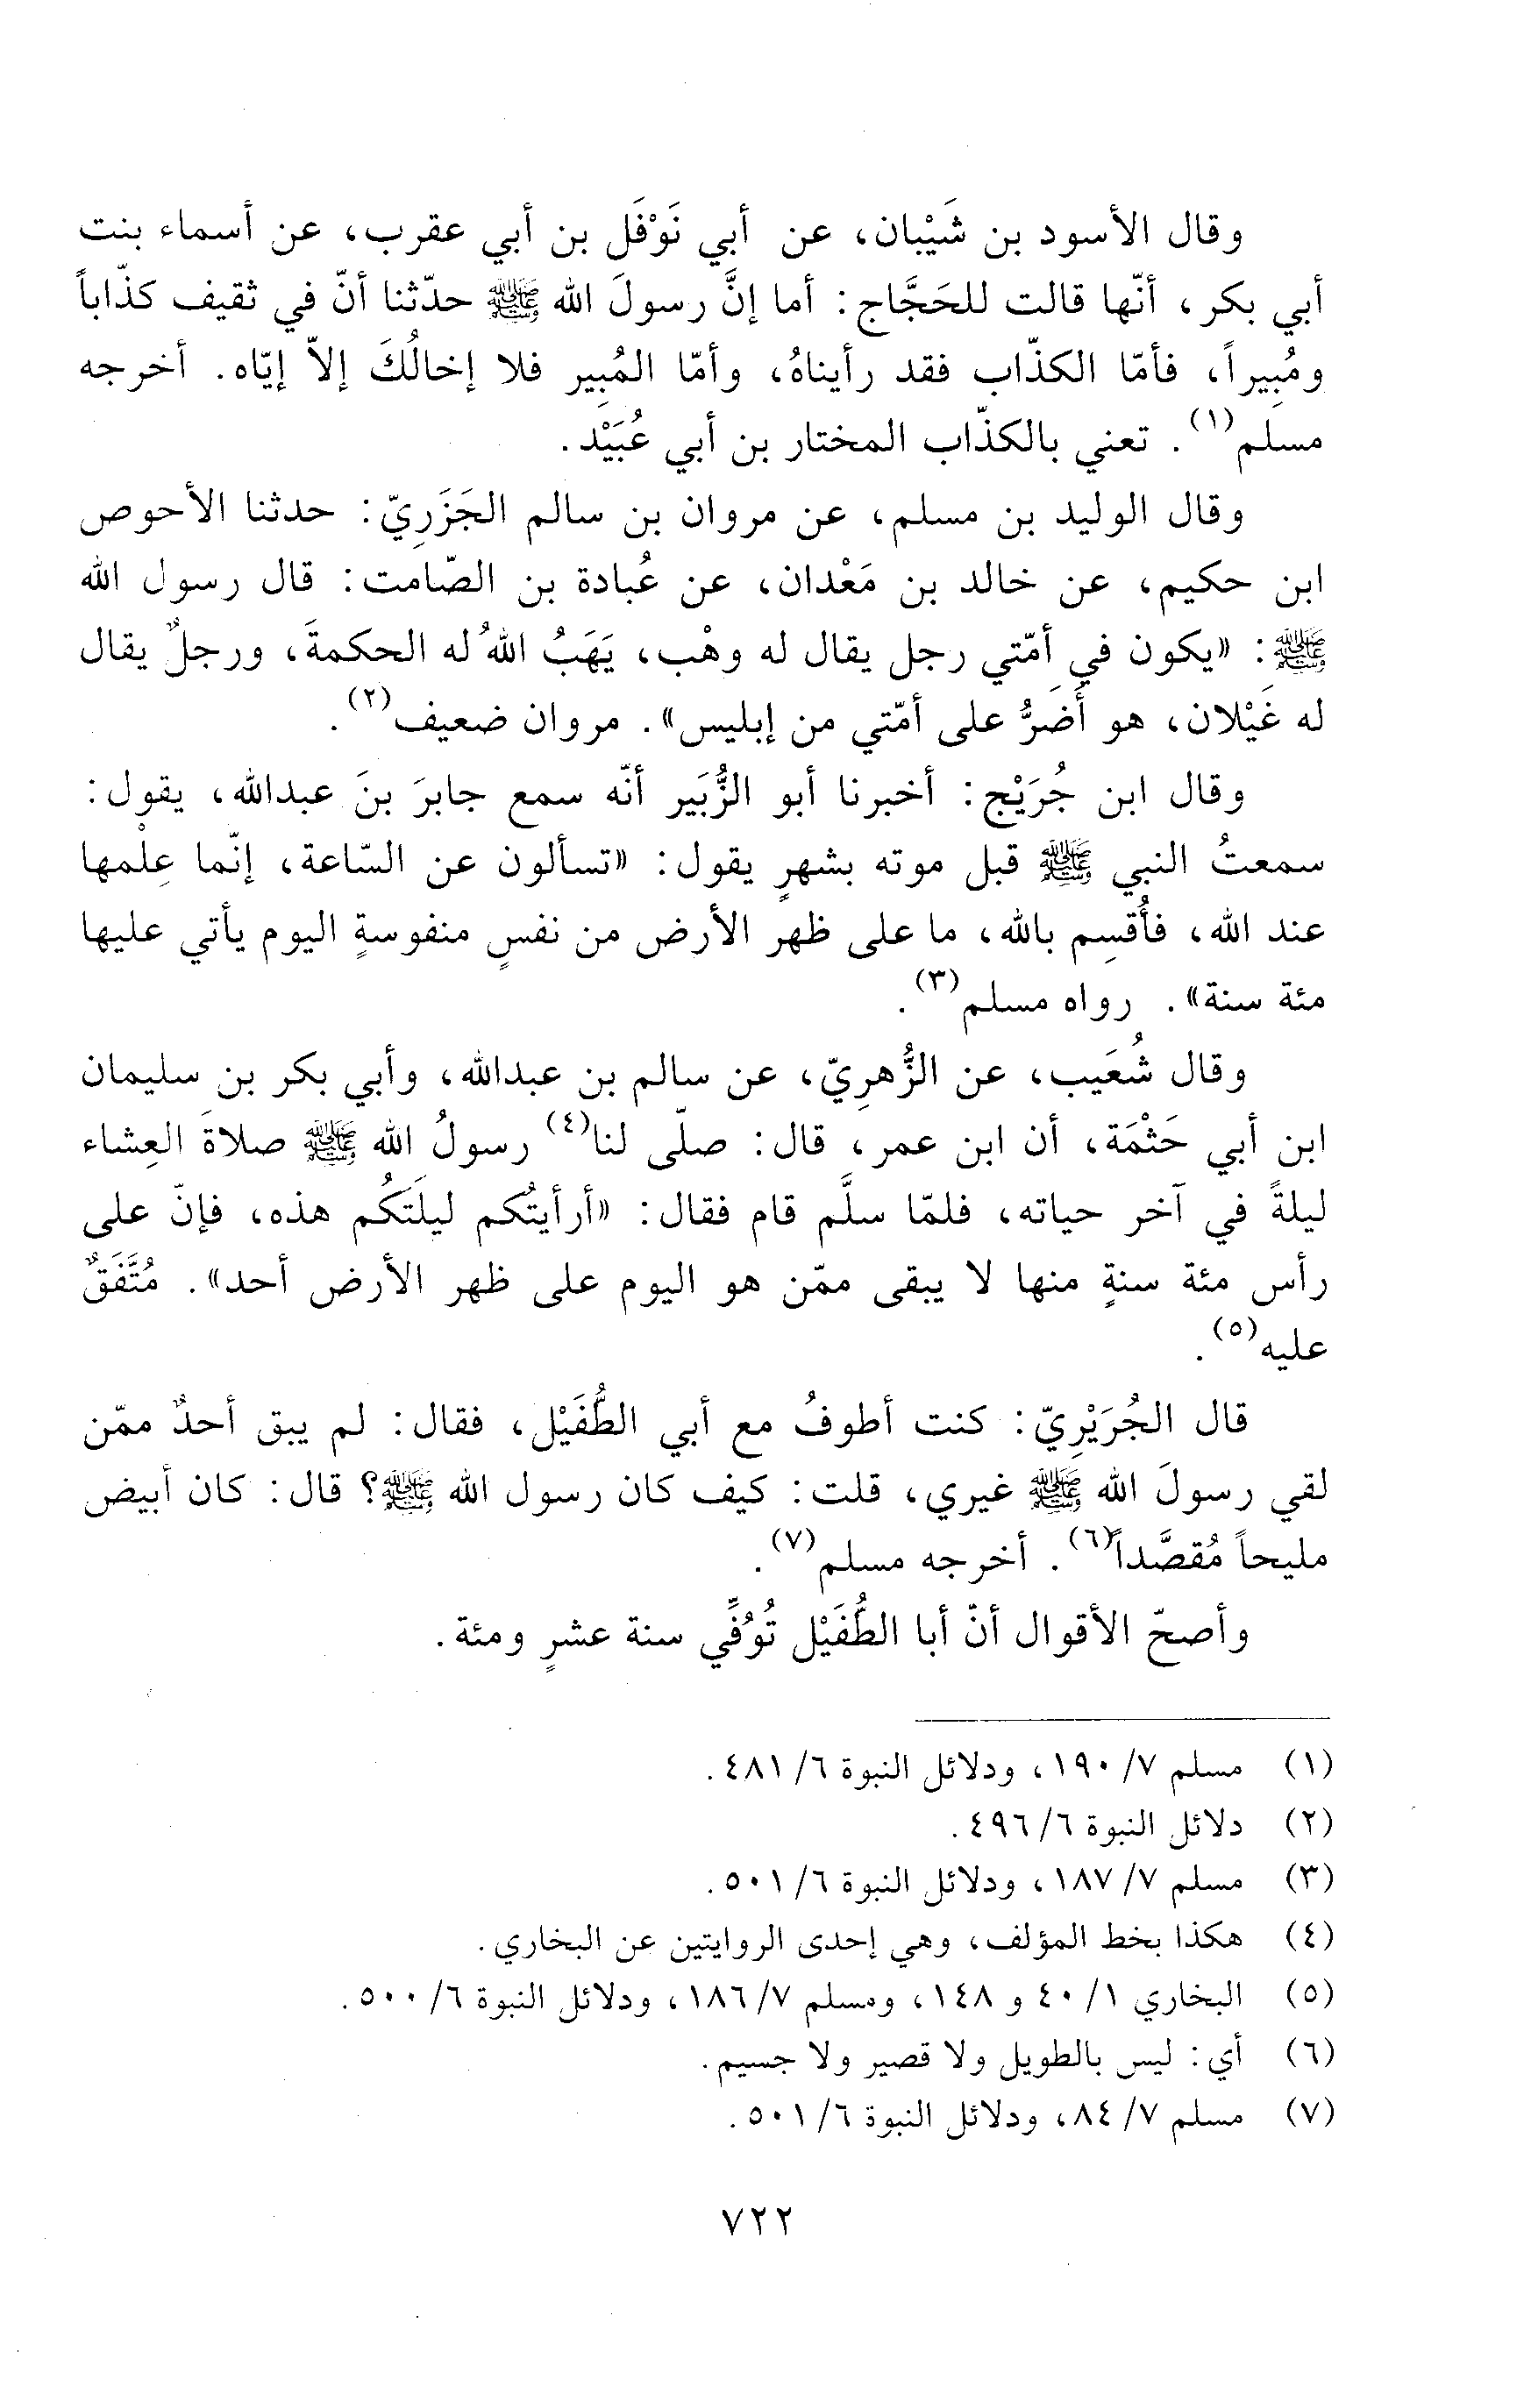 وقال الأسود بن شَيْبان، عن أبي نَوْفَل بن أبي عقرب، عن أسماء بنت
أبي بكر، أنّها قالت للحَجَّاج: أما إنَّ رسولَ الله ﷺ حدّثنا أنّ في ثقيف كذّاباً
ومُبِيراً، فأمّا الكذّاب فقد رأيناهُ، وأمّا المُبِير فلا إخالُكَ إلاّ إيّاه. أخرجه
مسلم(١). تعني بالكذّاب المختار بن أبي عُبَيْد.
وقال الوليد بن مسلم، عن مروان بن سالم الجَزَرِيّ: حدثنا الأحوص
ابن حكيم، عن خالد بن مَعْدان، عن عُبادة بن الصّامت: قال رسول الله
ﷺ: «يكون في أمّتي رجل يقال له وهْب، يَهَبُ اللهُ له الحكمةَ، ورجلٌ يقال
له غَيْلان، هو أَضَرُّ على أمّتي من إبليس». مروان ضعيف(٢).
وقال ابن جُرَيْج: أخبرنا أبو الزُّبَير أنّه سمع جابرَ بنَ عبدالله، يقول:
سمعتُ النبي ﷺ قبل موته بشهرٍ يقول: «تسألون عن السّاعة، إنّما عِلْمها
عند الله، فأُقسِم بالله، ما على ظهر الأرض من نفسٍ منفوسةٍ اليوم يأتي عليها
مئة سنة». رواه مسلم(٣).
وقال شُعَيب، عن الزُّهرِيّ، عن سالم بن عبدالله، وأبي بكر بن سليمان
ابن أبي حَثْمَة، أن ابن عمر، قال: صلّى لنا(٤) رسولُ الله ﷺ صلاةَ العِشاء
ليلةً في آخر حياته، فلمّا سلَّم قام فقال: «أرأيتُكم ليلَتَكُم هذه، فإنّ على
رأس مئة سنةٍ منها لا يبقى ممّن هو اليوم على ظهر الأرض أحد». مُتَّفَقٌ
عليه(٥).
قال الجُرَيْرِيّ: كنت أطوفُ مع أبي الطُّفَيْل، فقال: لم يبق أحدٌ ممّن
لقي رسولَ الله ﷺ غيري، قلت: كيف كان رسول الله ﷺ؟ قال: كان أبيض
مليحاً مُقصَّداً(٦). أخرجه مسلم(٧).
وأصحّ الأقوال أنّ أبا الطُّفَيْل تُوُفِّي سنة عشرٍ ومئة.
(١) مسلم ٧/ ١٩٠، ودلائل النبوة ٦/ ٤٨١.
(٢) دلائل النبوة ٦/ ٤٩٦.
(٣) مسلم ٧/ ١٨٧، ودلائل النبوة ٦/ ٥٠١.
(٤) هكذا بخط المؤلف، وهي إحدى الروايتين عن البخاري.
(٥) البخاري ١/ ٤٠ و ١٤٨، ومسلم ٧/ ١٨٦، ودلائل النبوة ٦/ ٥٠٠.
(٦) أي: ليس بالطويل ولا قصير ولا جسيم.
(٧) مسلم ٧/ ٨٤، ودلائل النبوة ٦/ ٥٠١.
٧٢٢